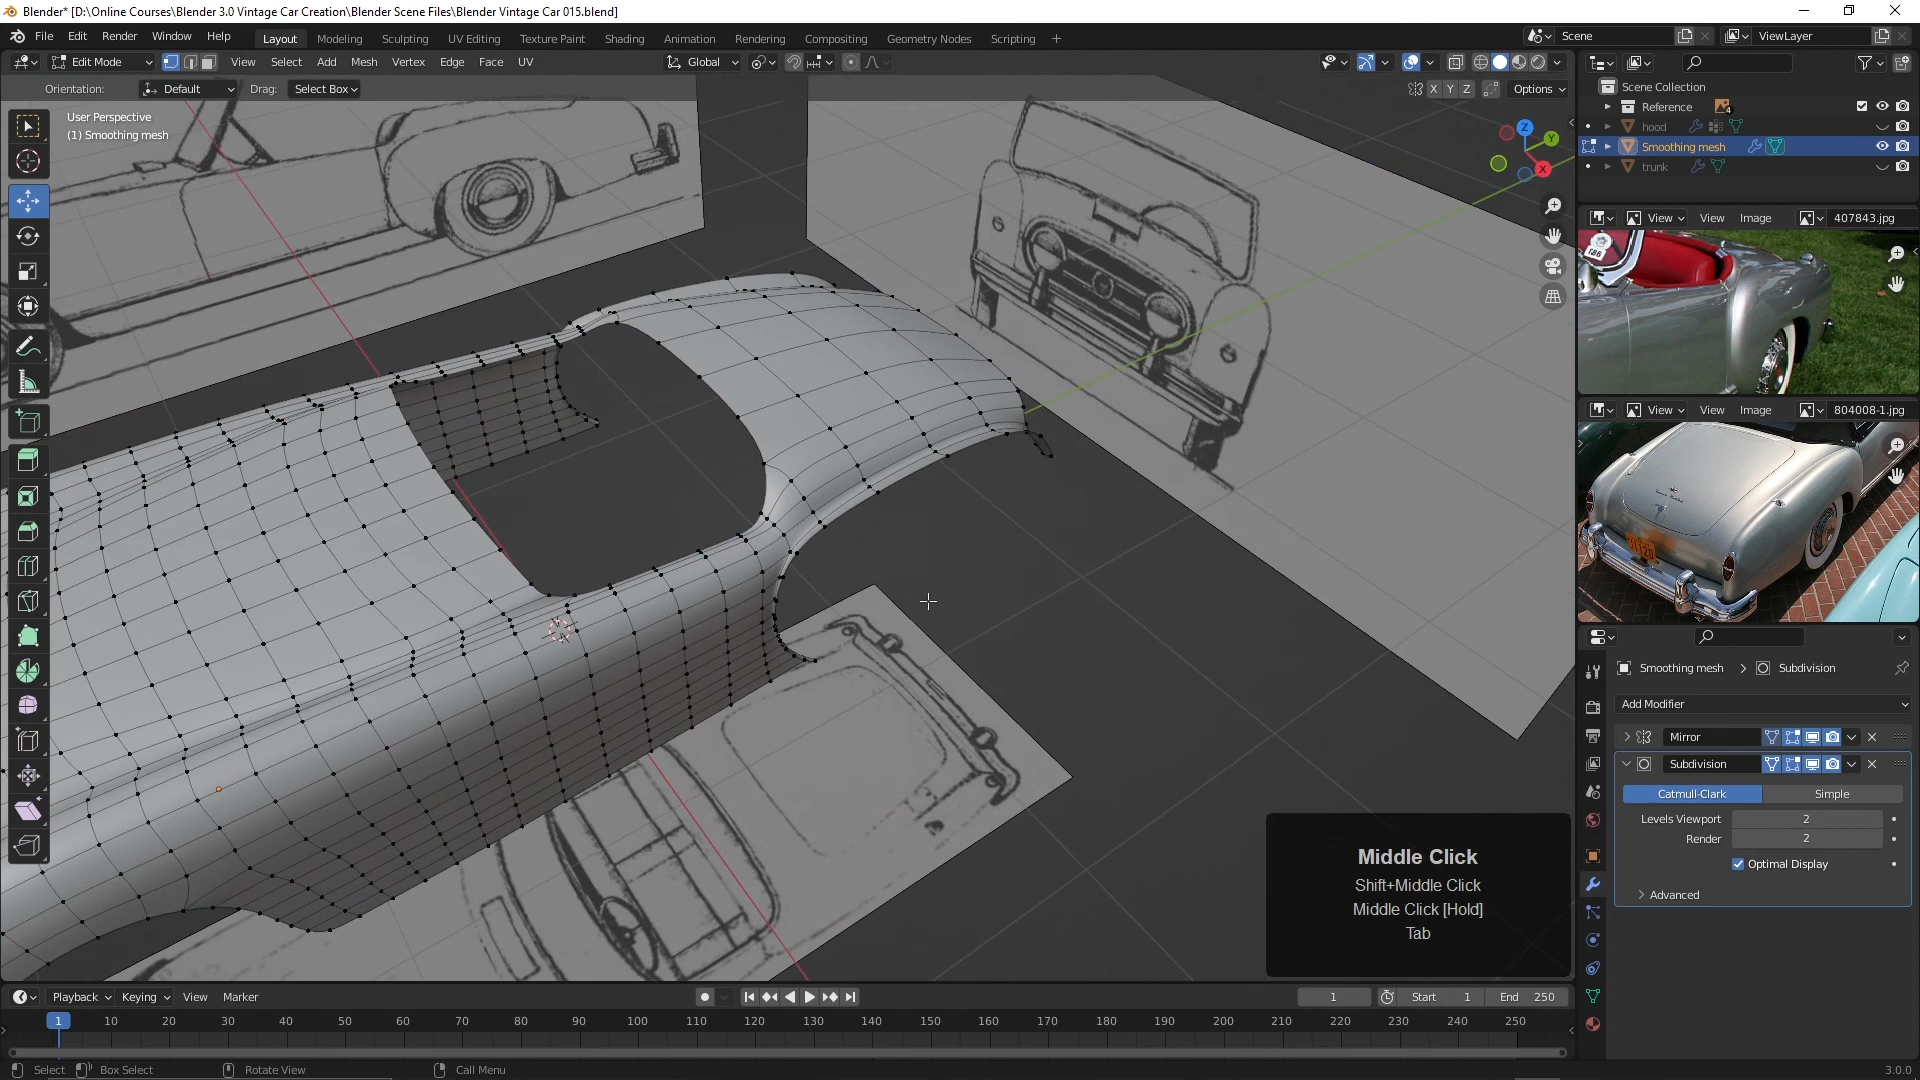 Blender* [D:\Online Courses\Blender 3.0 Vintage Car Creation\Blender Scene Files\Blender Vintage Car 015.blend]
File Edit Render Window Help
Layout Modeling Sculpting UV Editing Texture Paint Shading Animation Rendering Compositing Geometry Nodes Scripting +
Scene
ViewLayer
Edit Mode View Select Add Mesh Vertex Edge Face UV
Global
Orientation: Default Drag: Select Box
X Y Z Options
User Perspective
(1) Smoothing mesh
Z
Y
X
Scene Collection
Reference
4
hood
Smoothing mesh
trunk
View View Image 407843.jpg
View View Image 804008-1.jpg
Smoothing mesh > Subdivision
Add Modifier
Mirror
Subdivision
Catmull-Clark Simple
Levels Viewport 2
Render 2
Optimal Display
Advanced
Middle Click
Shift+Middle Click
Middle Click [Hold]
Tab
Playback Keying View Marker
1 Start 1 End 250
1 10 20 30 40 50 60 70 80 90 100 110 120 130 140 150 160 170 180 190 200 210 220 230 240 250
Select Box Select Rotate View Call Menu
3.0.0